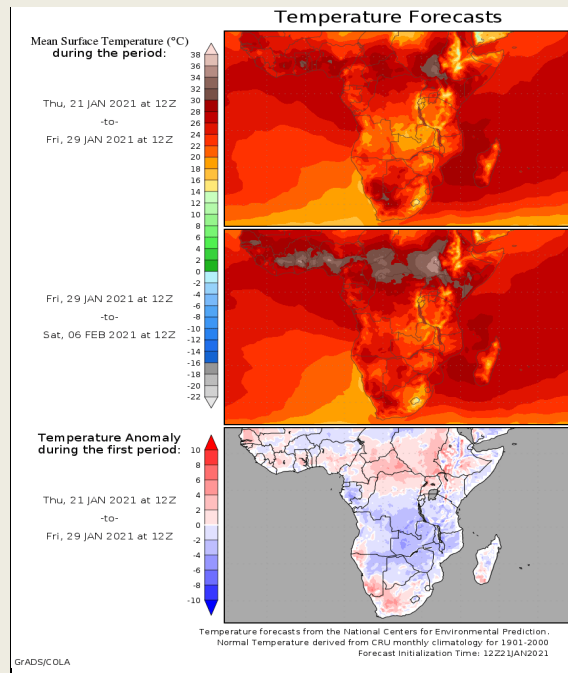 Temperature Forecasts
Mean Surface Temperature (°C)
during the period:
Thu, 21 JAN 2021 at 12Z
-to-
Fri, 29 JAN 2021 at 12Z
38
36
34
32
30
28
26
24
22
20
18
16
14
12
10
8
6
4
2
-2
-4
-6
-8
-10
-12
-14
-16
-18
-20
-22
Fri, 29 JAN 2021 at 12Z
-to-
Sat, 06 FEB 2021 at 12Z
Temperature Anomaly
during the first period:
Thu, 21 JAN 2021 at 12Z
-to-
Fri, 29 JAN 2021 at 12Z
10
8
6
4
2
0
-2
-4
-6
-8
-10
Temperature forecasts from the National Centers for Environmental Prediction.
Normal Temperature derived from CRU monthly climatology for 1901-2000
Forecast Initialization Time: 12Z21JAN2021
GrADS/COLA